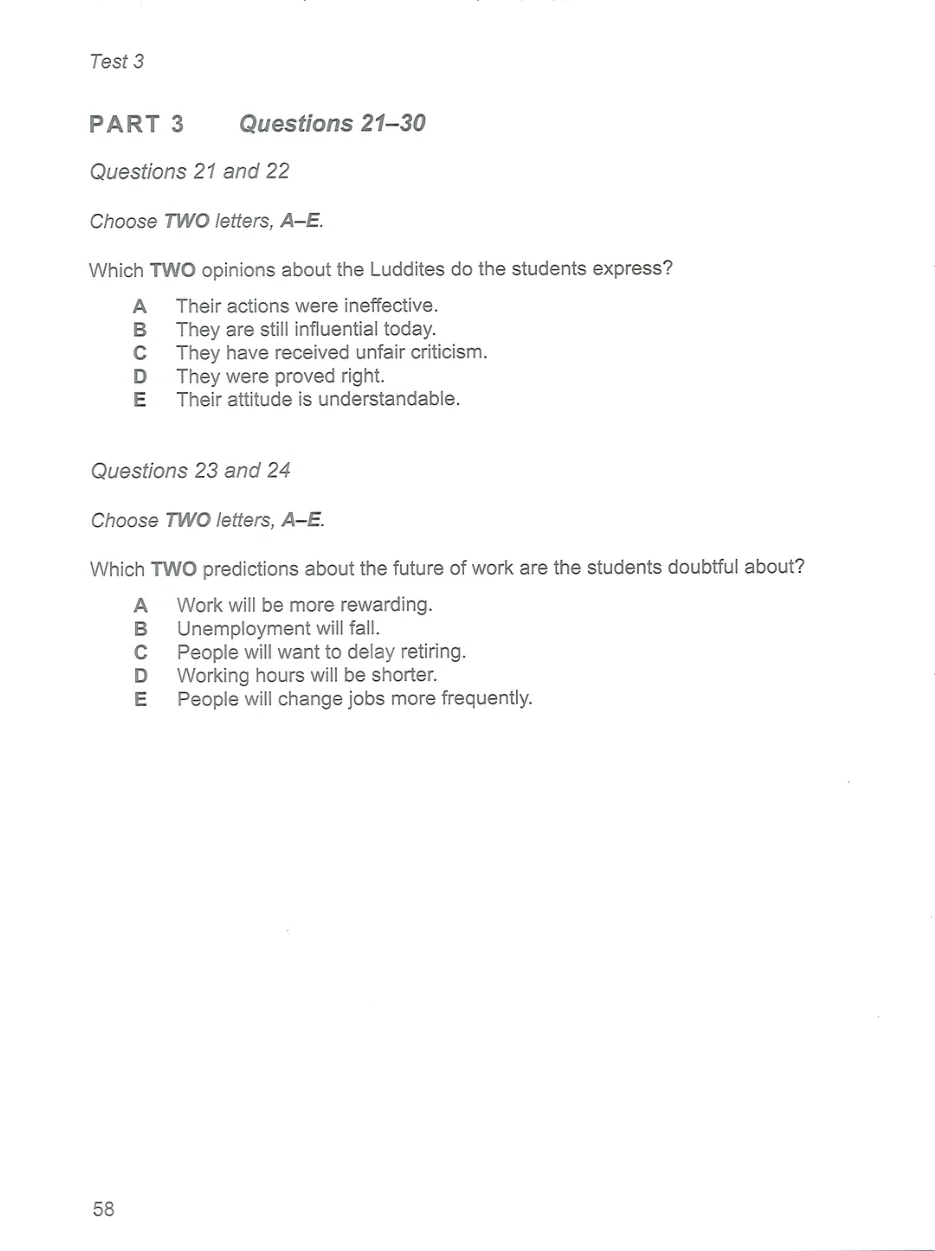 Test 3
PART 3 Questions 21–30
Questions 21 and 22
Choose TWO letters, A–E.
Which TWO opinions about the Luddites do the students express?
A Their actions were ineffective.
B They are still influential today.
C They have received unfair criticism.
D They were proved right.
E Their attitude is understandable.
Questions 23 and 24
Choose TWO letters, A–E.
Which TWO predictions about the future of work are the students doubtful about?
A Work will be more rewarding.
B Unemployment will fall.
C People will want to delay retiring.
D Working hours will be shorter.
E People will change jobs more frequently.
58